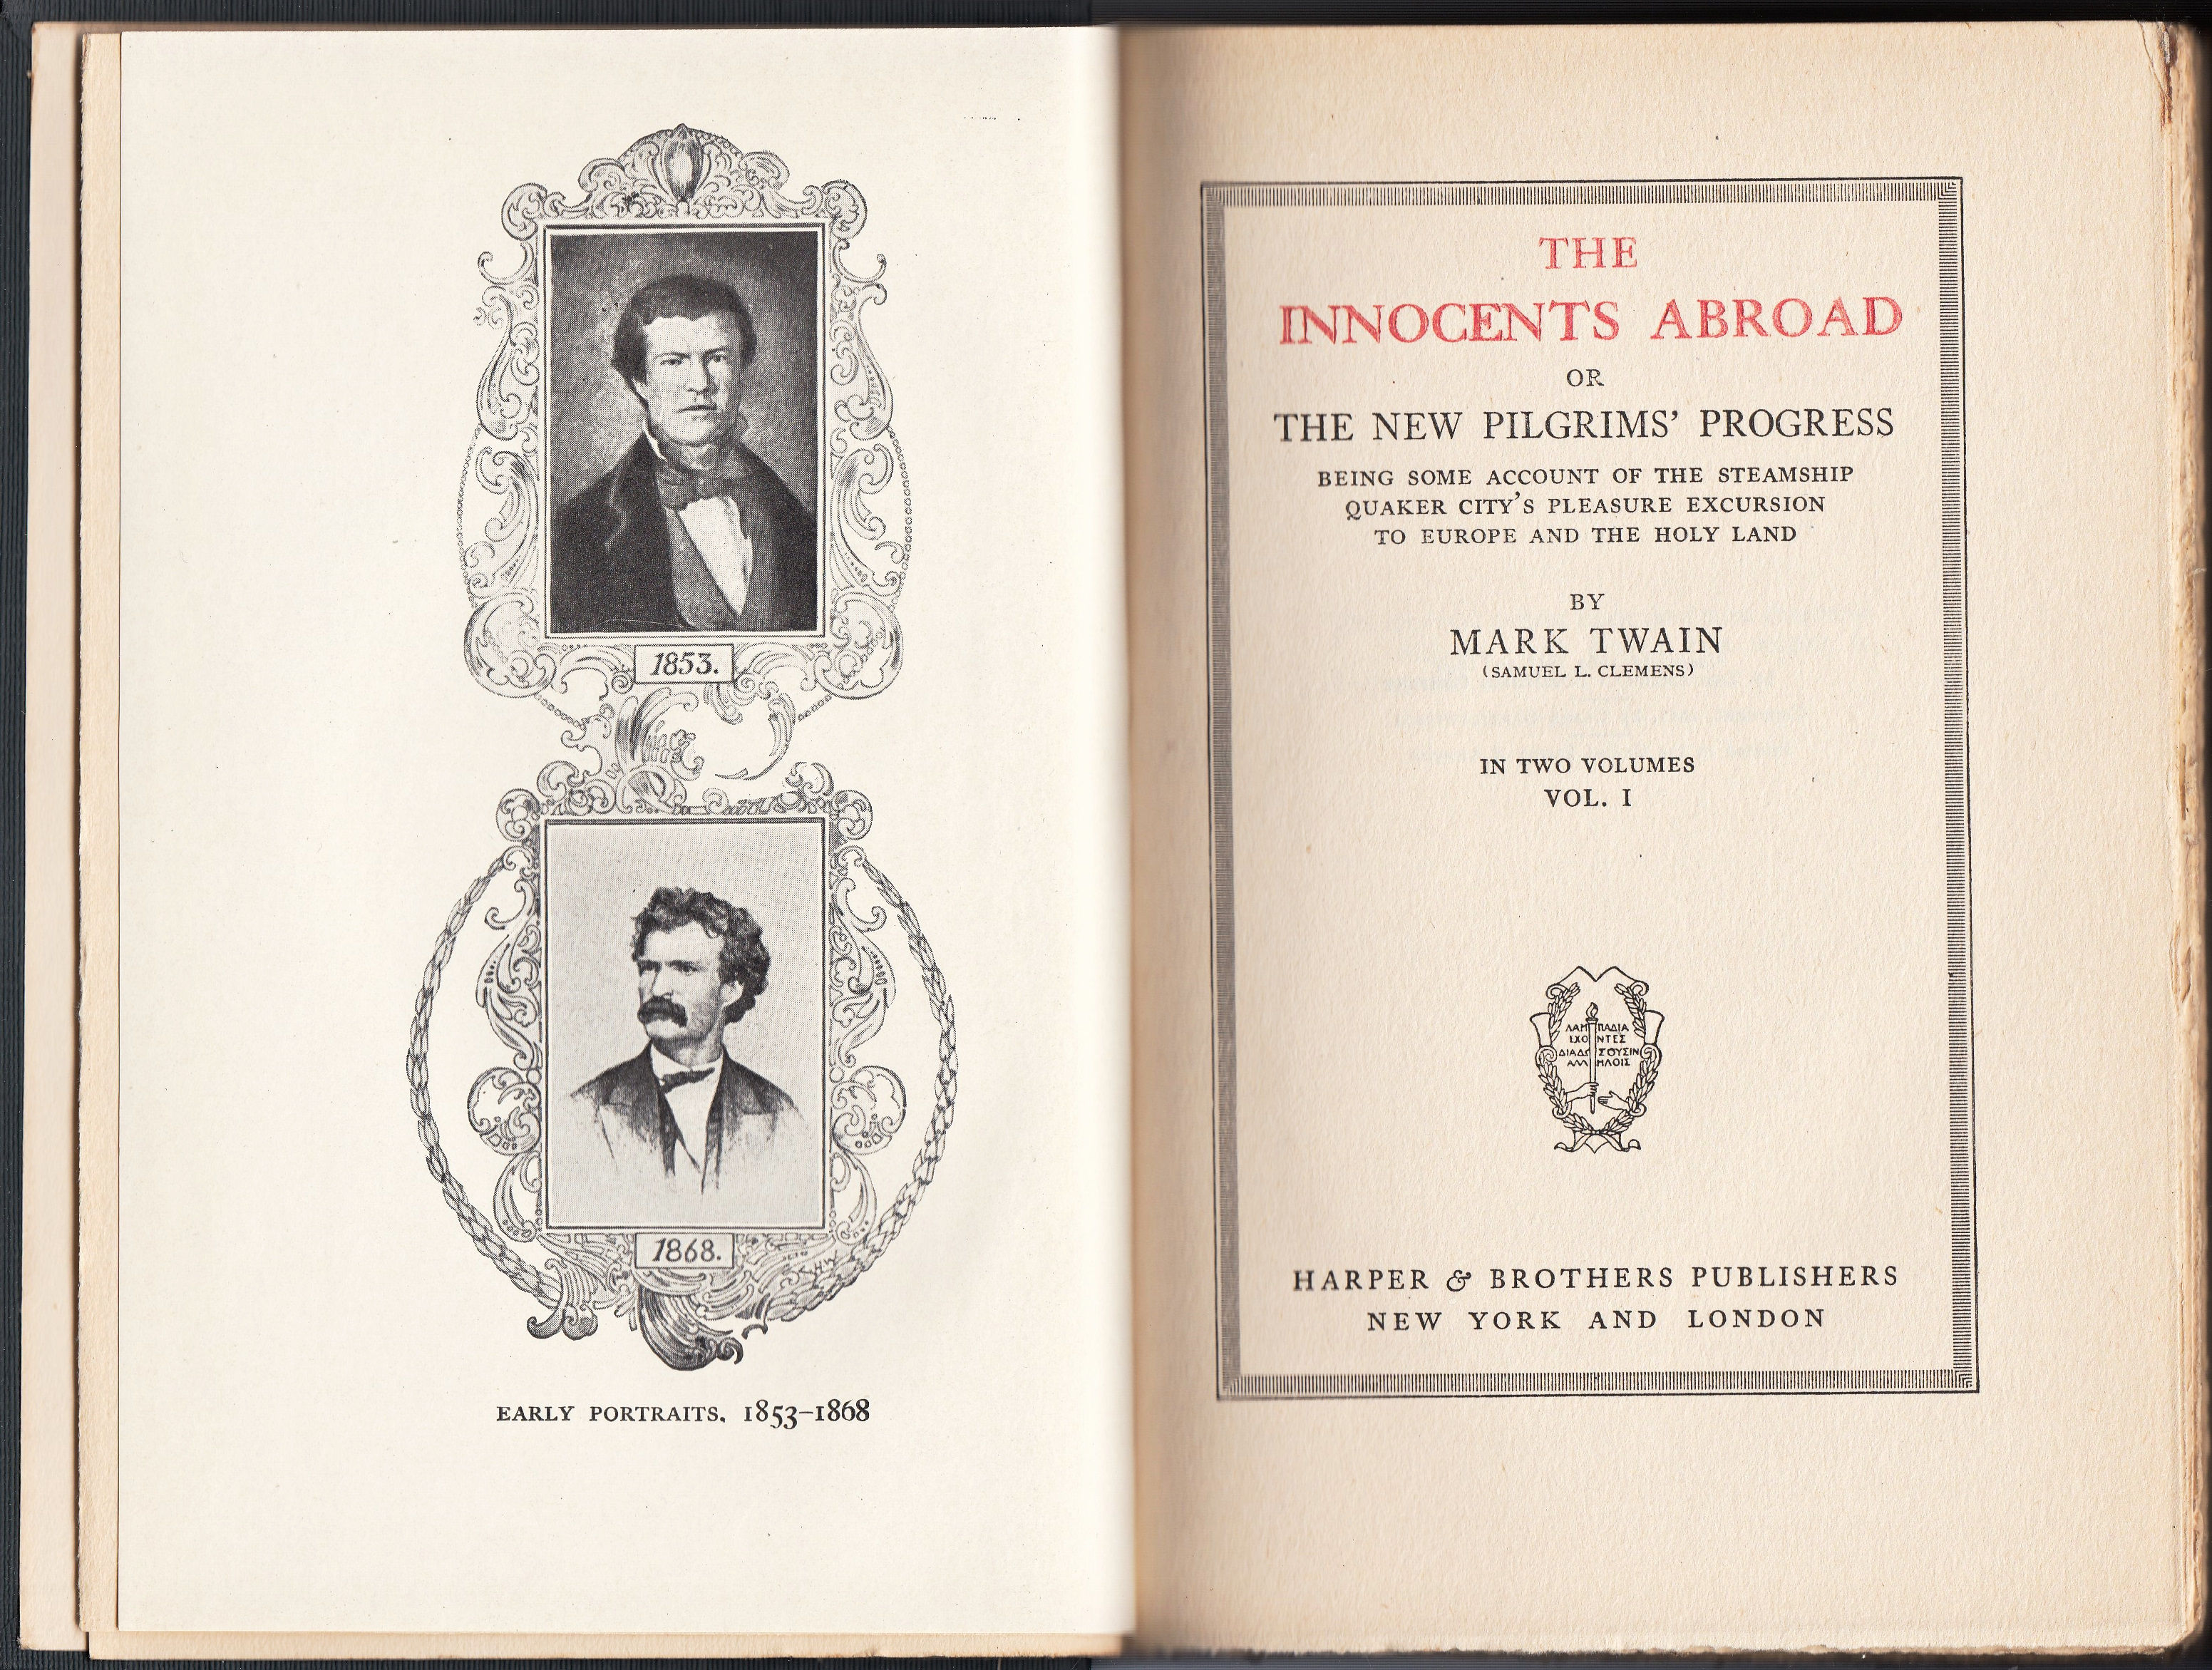 1853.
1868.
EARLY PORTRAITS, 1853–1868
THE
INNOCENTS ABROAD
OR
THE NEW PILGRIMS’ PROGRESS
BEING SOME ACCOUNT OF THE STEAMSHIP
QUAKER CITY’S PLEASURE EXCURSION
TO EUROPE AND THE HOLY LAND
BY
MARK TWAIN
(SAMUEL L. CLEMENS)
IN TWO VOLUMES
VOL. I
ΛΑΜΠΑΔΙΑ
ΕΧΟΝΤΕΣ
ΔΙΑΔΩΣΟΥΣΙΝ
ΑΛΛΗΛΟΙΣ
HARPER & BROTHERS PUBLISHERS
NEW YORK AND LONDON